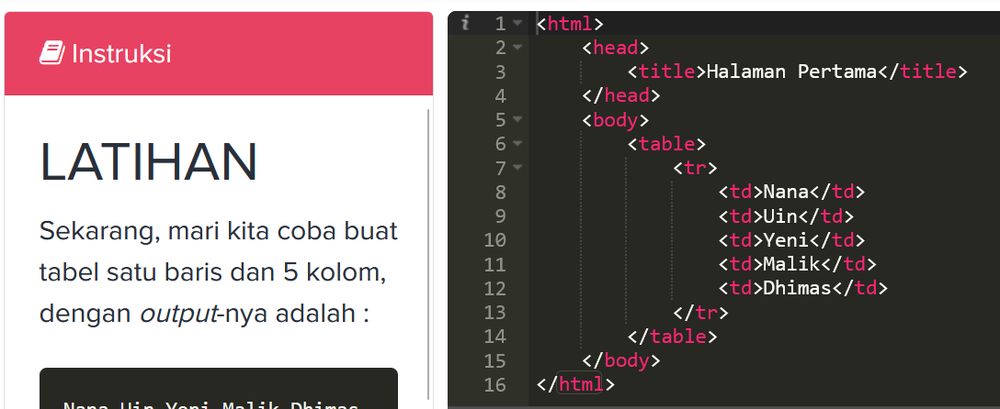 Instruksi
LATIHAN
Sekarang, mari kita coba buat
tabel satu baris dan 5 kolom,
dengan output-nya adalah :
Nana Uin Yeni Malik Dhimas
i 1 <html>
2 <head>
3 <title>Halaman Pertama</title>
4 </head>
5 <body>
6 <table>
7 <tr>
8 <td>Nana</td>
9 <td>Uin</td>
10 <td>Yeni</td>
11 <td>Malik</td>
12 <td>Dhimas</td>
13 </tr>
14 </table>
15 </body>
16 </html>